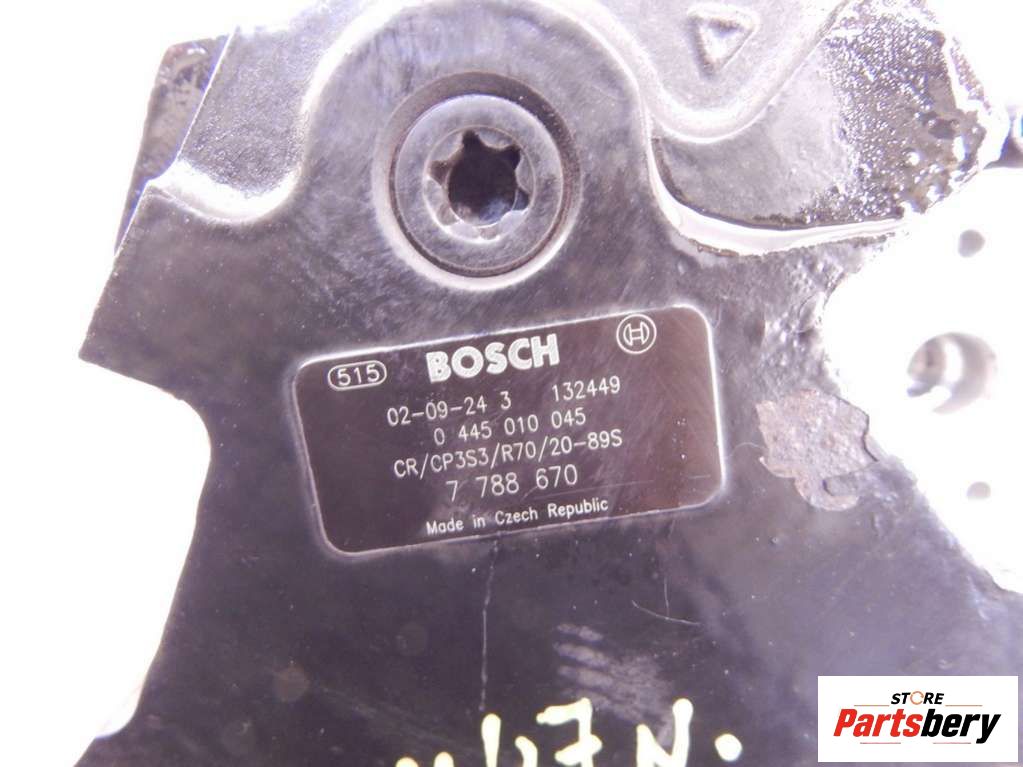 515 BOSCH H
02-09-24 3 132449
0 445 010 045
CR/CP3S3/R70/20-89S
7 788 670
Made in Czech Republic
STORE
Partsbery